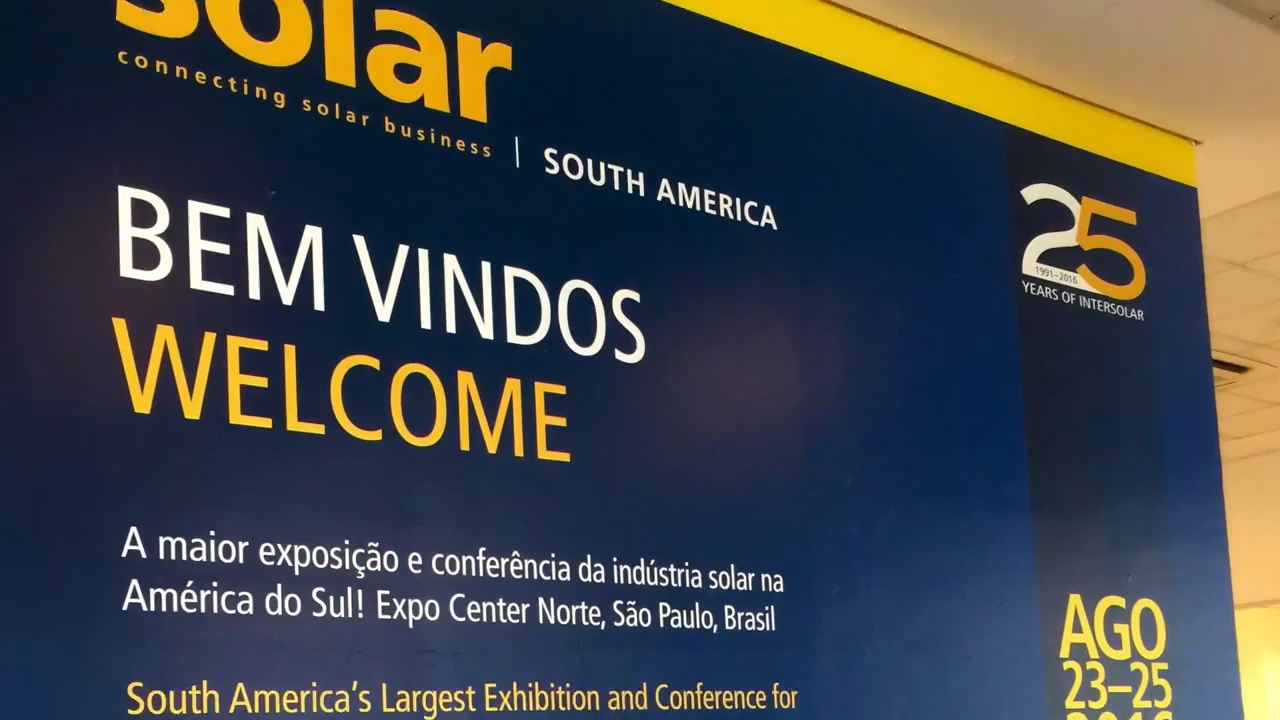 solar
connecting solar business
| SOUTH AMERICA
BEM VINDOS
WELCOME
A maior exposição e conferência da indústria solar na
América do Sul! Expo Center Norte, São Paulo, Brasil
South America's Largest Exhibition and Conference for
25
1991–2016
YEARS OF INTERSOLAR
AGO
23–25
2016